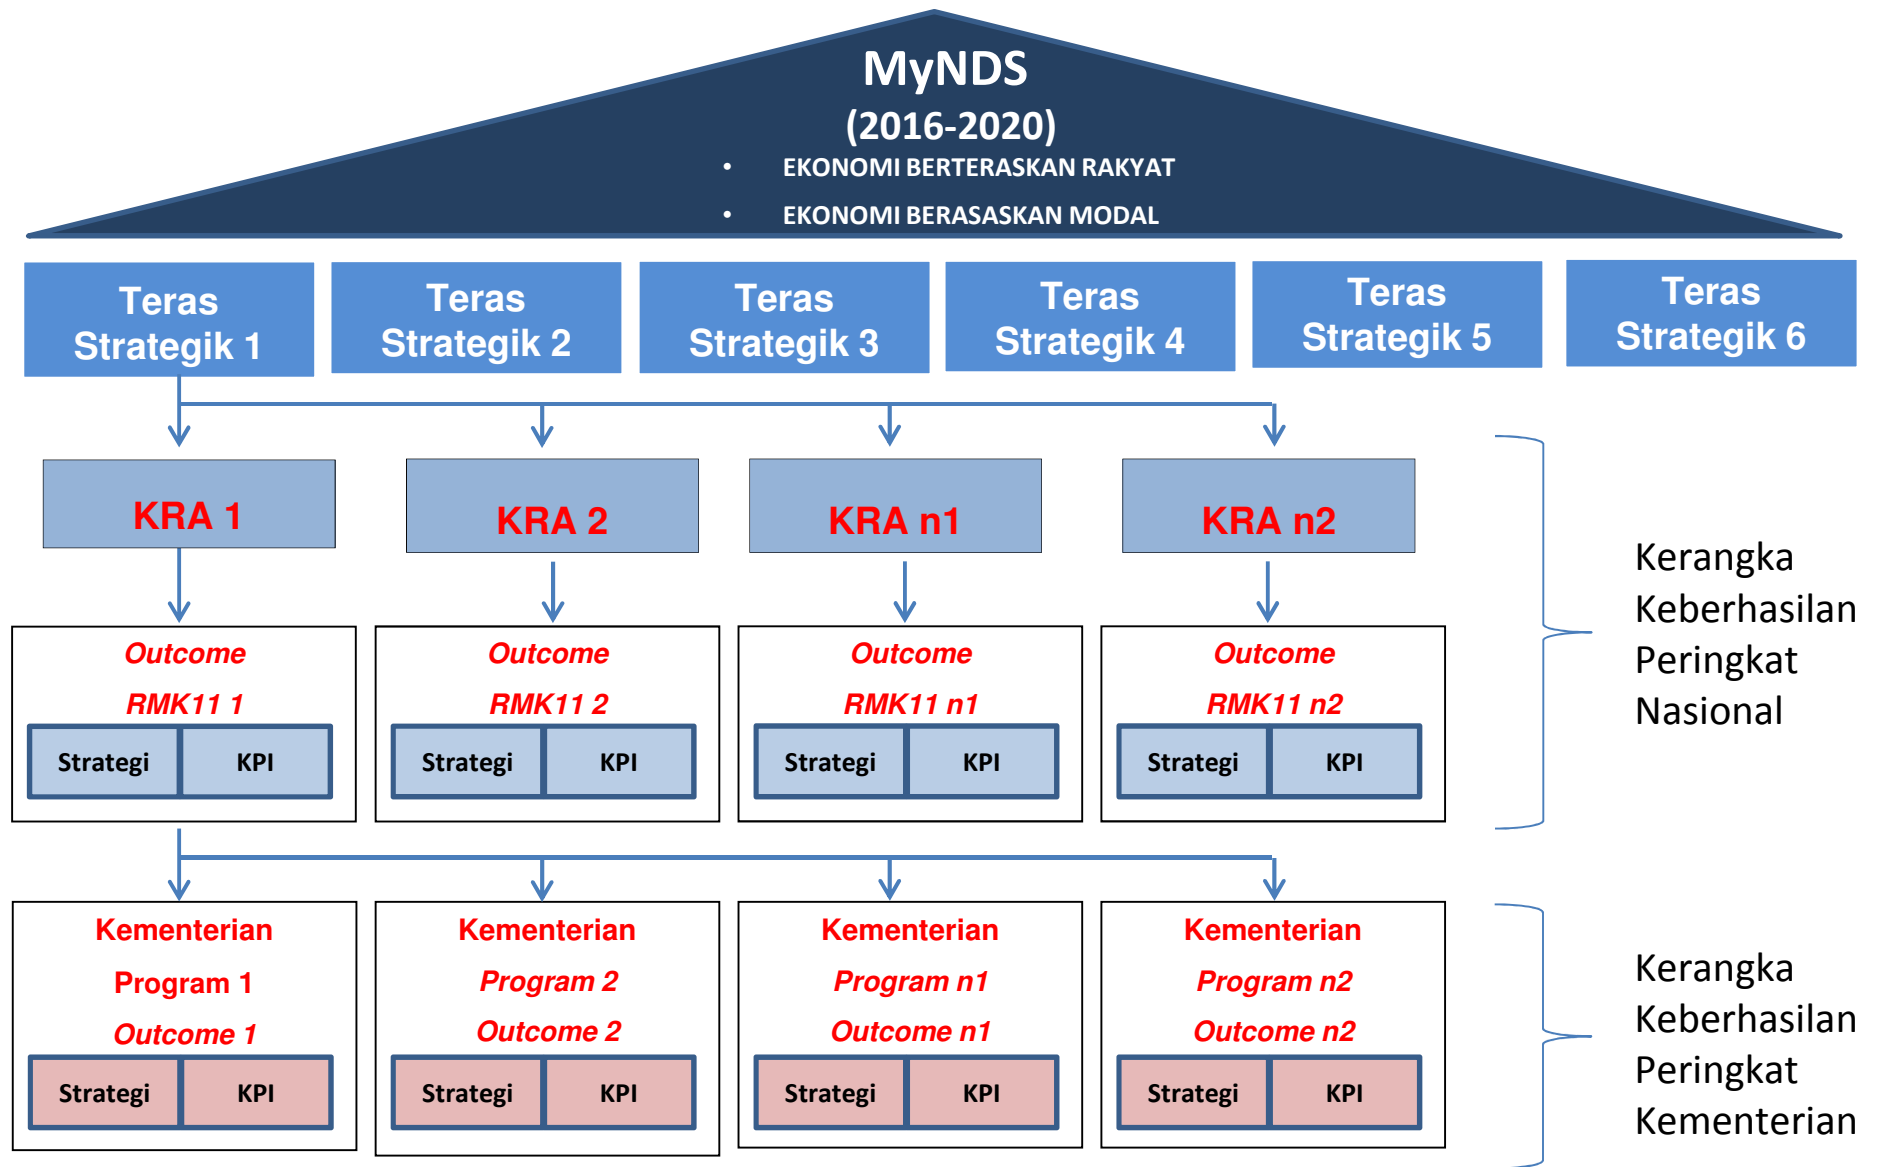 MyNDS
(2016-2020)
• EKONOMI BERTERASKAN RAKYAT
• EKONOMI BERASASKAN MODAL
Teras
Strategik 1
Teras
Strategik 2
Teras
Strategik 3
Teras
Strategik 4
Teras
Strategik 5
Teras
Strategik 6
KRA 1
KRA 2
KRA n1
KRA n2
Outcome
RMK11 1
Strategi
KPI
Outcome
RMK11 2
Strategi
KPI
Outcome
RMK11 n1
Strategi
KPI
Outcome
RMK11 n2
Strategi
KPI
Kerangka
Keberhasilan
Peringkat
Nasional
Kementerian
Program 1
Outcome 1
Strategi
KPI
Kementerian
Program 2
Outcome 2
Strategi
KPI
Kementerian
Program n1
Outcome n1
Strategi
KPI
Kementerian
Program n2
Outcome n2
Strategi
KPI
Kerangka
Keberhasilan
Peringkat
Kementerian